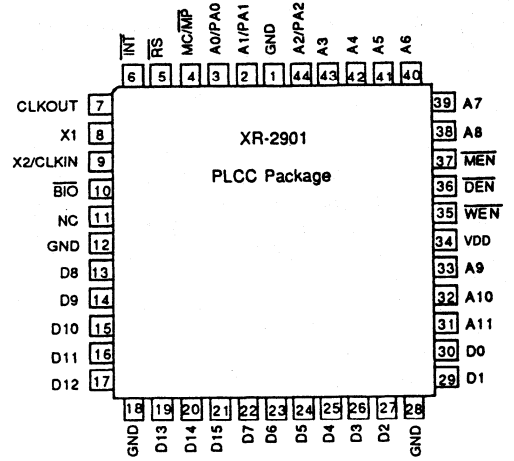 INT RS MC/MP A0/PA0 A1/PA1 GND A2/PA2 A3 A4 A5 A6
6 5 4 3 2 1 44 43 42 41 40
XR-2901
PLCC Package
CLKOUT 7
X1 8
X2/CLKIN 9
BIO 10
NC 11
GND 12
D8 13
D9 14
D10 15
D11 16
D12 17
39 A7
38 A8
37 MEN
36 DEN
35 WEN
34 VDD
33 A9
32 A10
31 A11
30 D0
29 D1
18 19 20 21 22 23 24 25 26 27 28
GND D13 D14 D15 D7 D6 D5 D4 D3 D2 GND